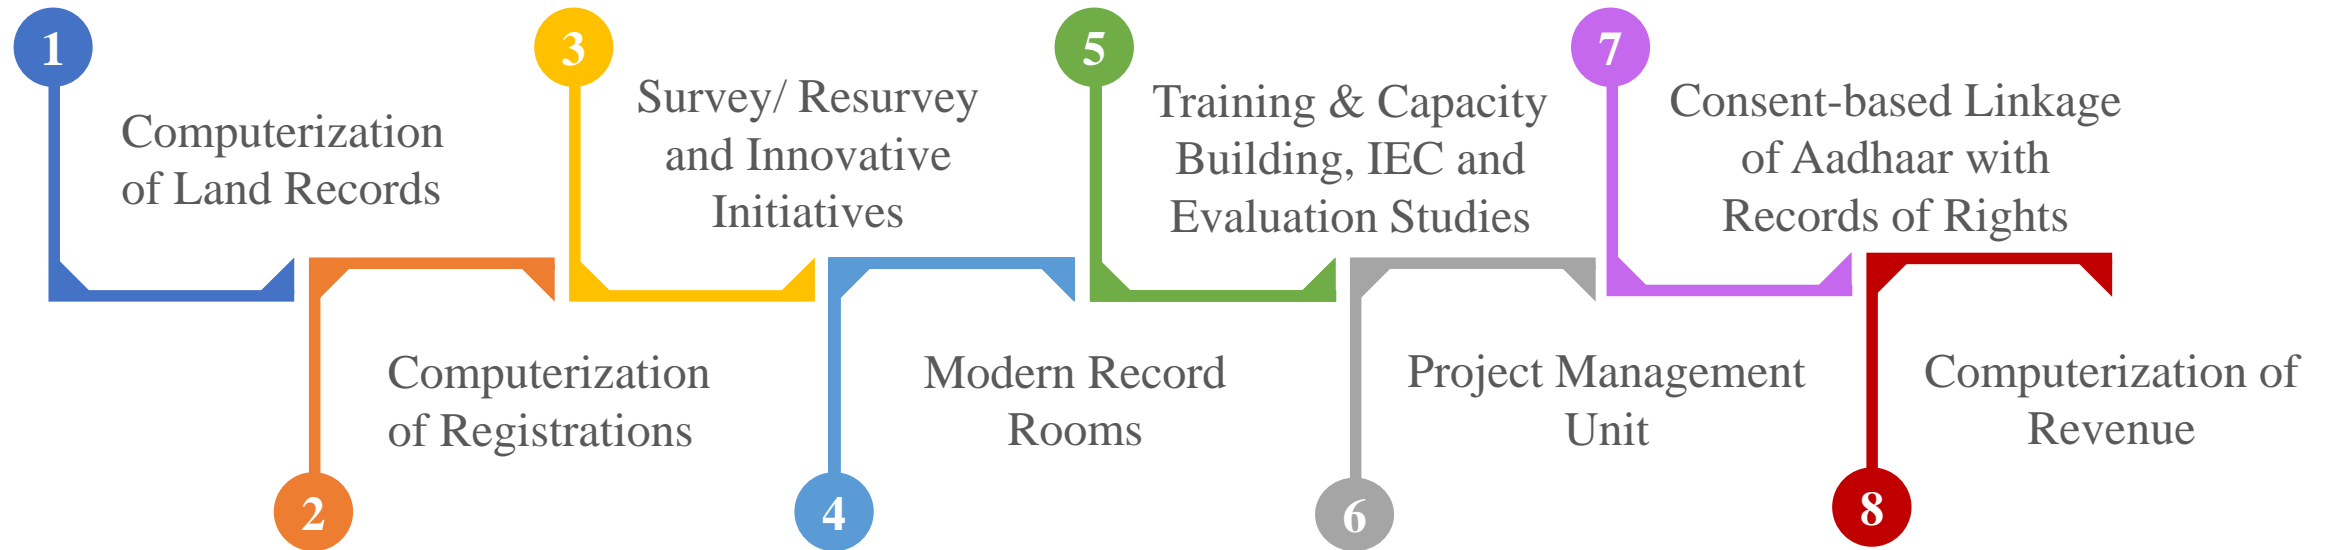 1
Computerization
of Land Records
2
Computerization
of Registrations
3
Survey/ Resurvey
and Innovative
Initiatives
4
Modern Record
Rooms
5
Training & Capacity
Building, IEC and
Evaluation Studies
6
Project Management
Unit
7
Consent-based Linkage
of Aadhaar with
Records of Rights
8
Computerization of
Revenue